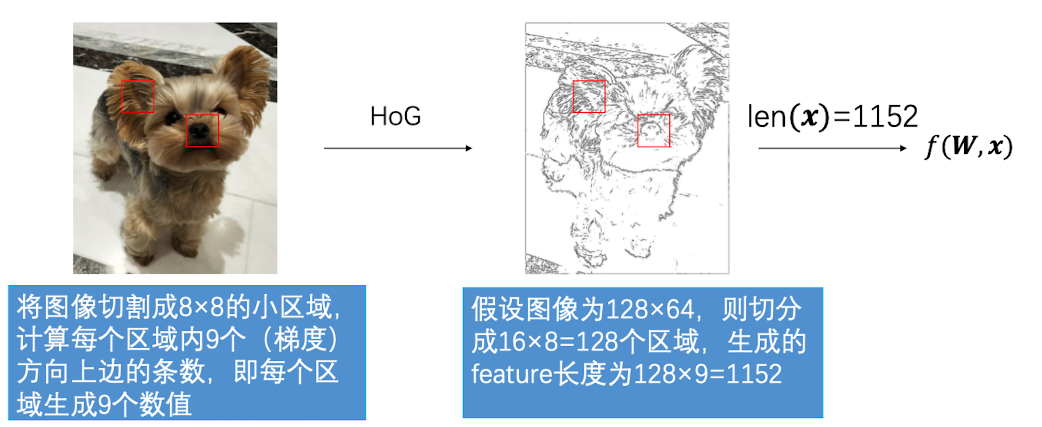 HoG
len(x)=1152
f(W,x)
将图像切割成8×8的小区域,
计算每个区域内9个（梯度）
方向上边的条数，即每个区
域生成9个数值
假设图像为128×64，则切分
成16×8=128个区域，生成的
feature长度为128×9=1152